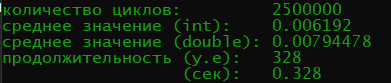 количество циклов: 2500000
среднее значение (int): 0.006192
среднее значение (double): 0.00794478
продолжительность (у.е) 328
(сек): 0.328